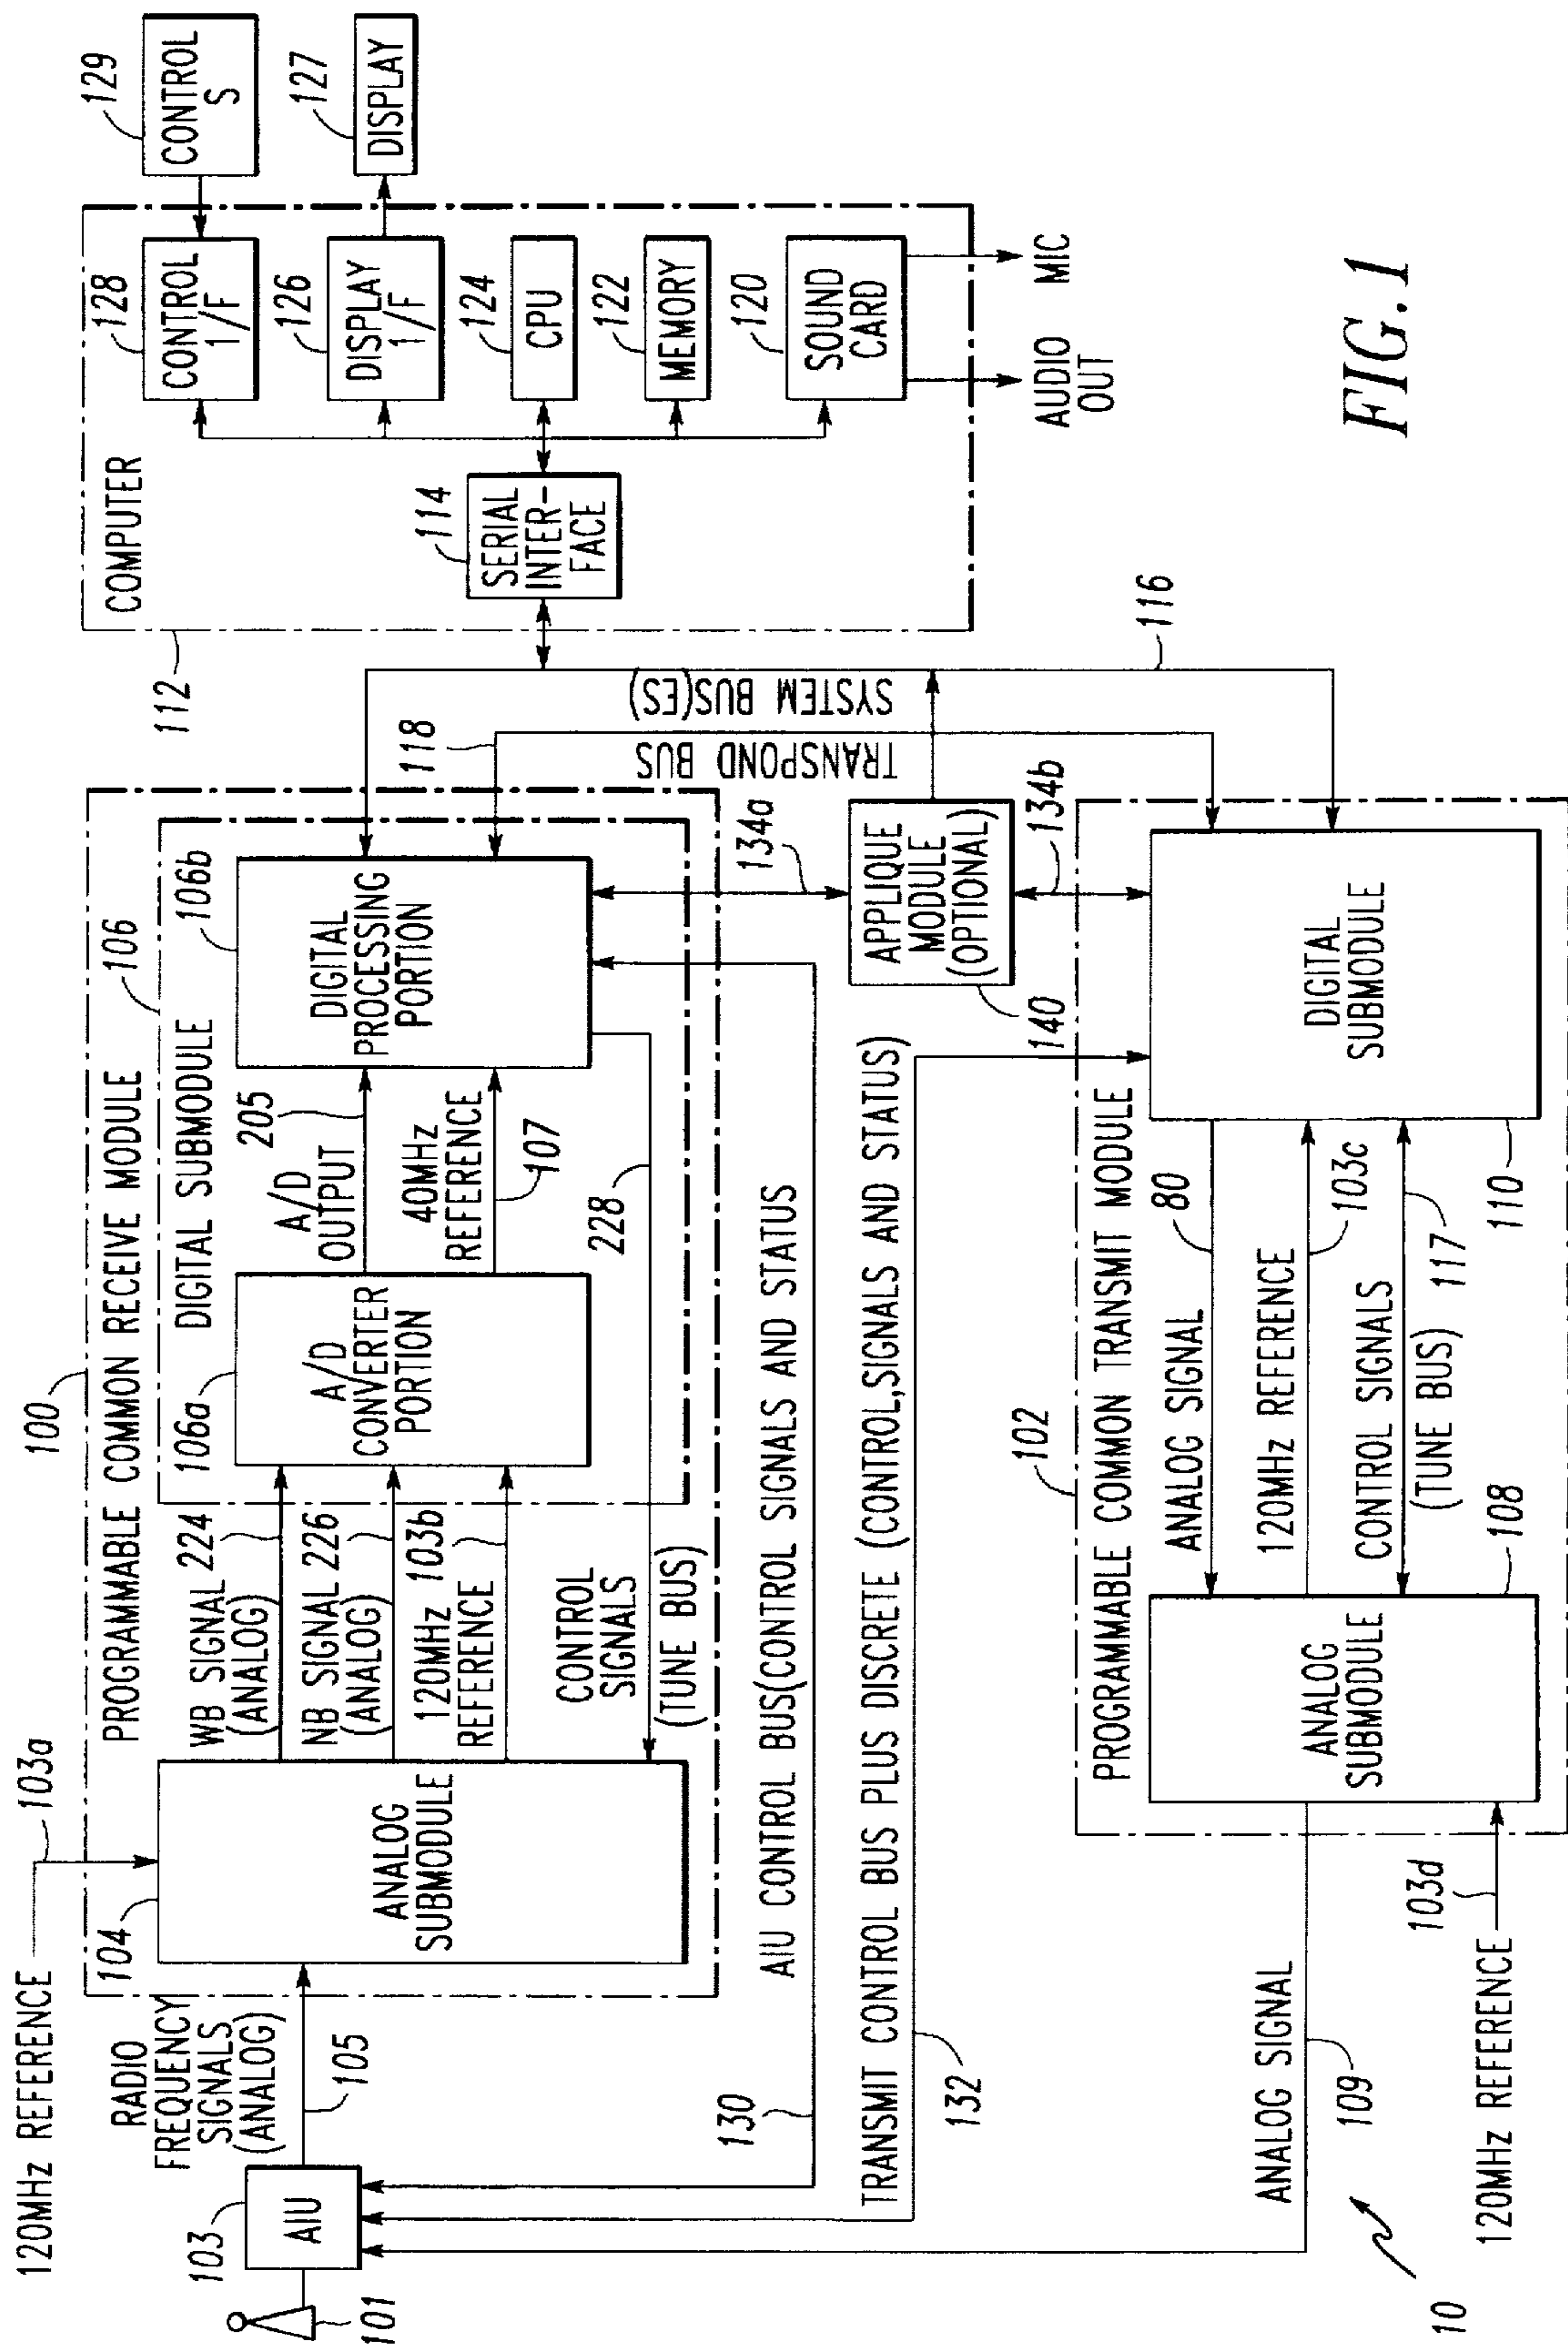 120MHz REFERENCE
103a
100
PROGRAMMABLE COMMON RECEIVE MODULE
106
DIGITAL SUBMODULE
104
ANALOG
SUBMODULE
RADIO
FREQUENCY
SIGNALS
(ANALOG)
105
103
AIU
101
WB SIGNAL 224
(ANALOG)
NB SIGNAL 226
(ANALOG)
120MHz 103b
REFERENCE
CONTROL
SIGNALS
(TUNE BUS)
106a
A/D
CONVERTER
PORTION
A/D
OUTPUT
205
40MHz
REFERENCE
107
228
106b
DIGITAL
PROCESSING
PORTION
118
TRANSPOND BUS
SYSTEM BUS(ES)
116
112
COMPUTER
114
SERIAL
INTER-
FACE
128
CONTROL
1/F
126
DISPLAY
1/F
124
CPU
122
MEMORY
120
SOUND
CARD
129
CONTROL
S
127
DISPLAY
AUDIO
OUT
MIC
130
AIU CONTROL BUS(CONTROL SIGNALS AND STATUS
132
TRANSMIT CONTROL BUS PLUS DISCRETE (CONTROL,SIGNALS AND STATUS)
134a
APPLIQUE
MODULE
(OPTIONAL)
134b
140
102
PROGRAMMABLE COMMON TRANSMIT MODULE
ANALOG
SUBMODULE
108
ANALOG SIGNAL
80
120MHz REFERENCE
103c
CONTROL SIGNALS
(TUNE BUS)
117
DIGITAL
SUBMODULE
110
ANALOG SIGNAL
109
120MHz REFERENCE
103d
10
FIG.1